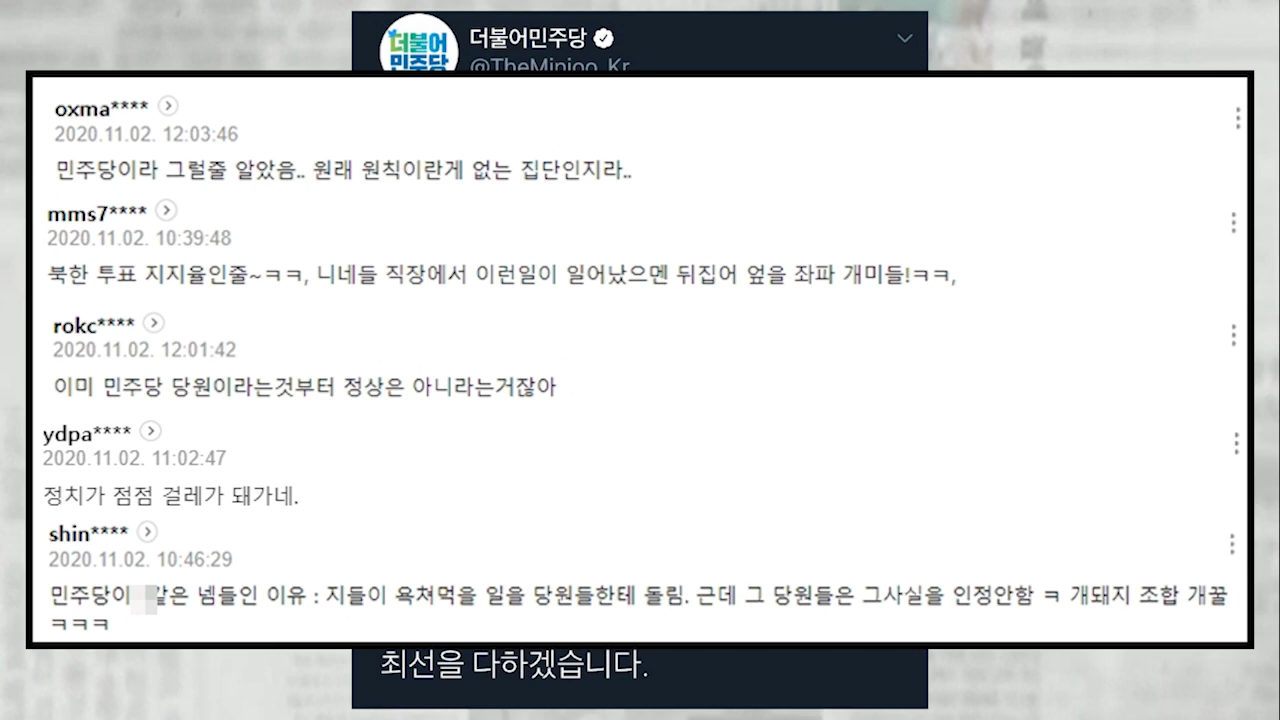 더불어민주당
더불어
민주당
@TheMinjoo_Kr
oxma****
2020.11.02. 12:03:46
민주당이라 그럴줄 알았음.. 원래 원칙이란게 없는 집단인지라..
mms7****
2020.11.02. 10:39:48
북한 투표 지지율인줄~ㅋㅋ, 니네들 직장에서 이런일이 일어났으멘 뒤집어 엎을 좌파 개미들!ㅋㅋ,
rokc****
2020.11.02. 12:01:42
이미 민주당 당원이라는것부터 정상은 아니라는거잖아
ydpa****
2020.11.02. 11:02:47
정치가 점점 걸레가 돼가네.
shin****
2020.11.02. 10:46:29
민주당이 같은 넴들인 이유 : 지들이 욕쳐먹을 일을 당원들한테 돌림. 근데 그 당원들은 그사실을 인정안함 ㅋ 개돼지 조합 개꿀
ㅋㅋㅋ
최선을 다하겠습니다.